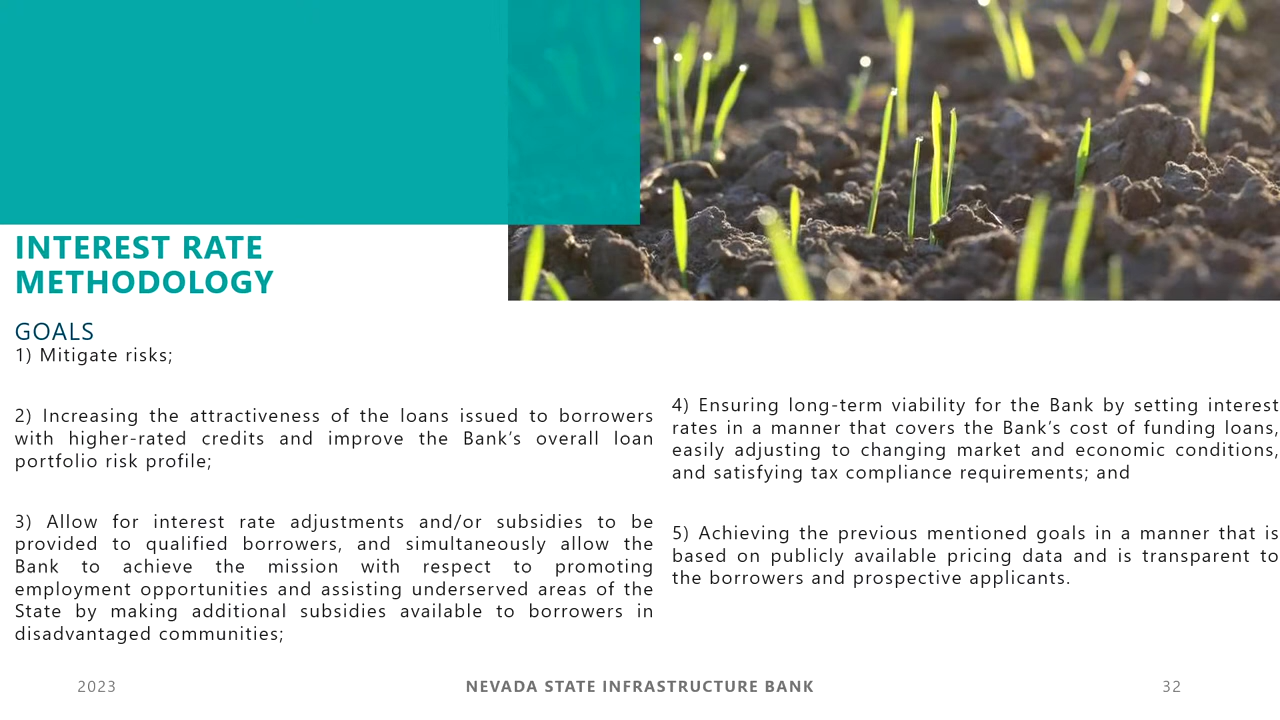 INTEREST RATE
METHODOLOGY
GOALS
1) Mitigate risks;
2) Increasing the attractiveness of the loans issued to borrowers
with higher-rated credits and improve the Bank’s overall loan
portfolio risk profile;
3) Allow for interest rate adjustments and/or subsidies to be
provided to qualified borrowers, and simultaneously allow the
Bank to achieve the mission with respect to promoting
employment opportunities and assisting underserved areas of the
State by making additional subsidies available to borrowers in
disadvantaged communities;
4) Ensuring long-term viability for the Bank by setting interest
rates in a manner that covers the Bank’s cost of funding loans,
easily adjusting to changing market and economic conditions,
and satisfying tax compliance requirements; and
5) Achieving the previous mentioned goals in a manner that is
based on publicly available pricing data and is transparent to
the borrowers and prospective applicants.
2023
NEVADA STATE INFRASTRUCTURE BANK
32